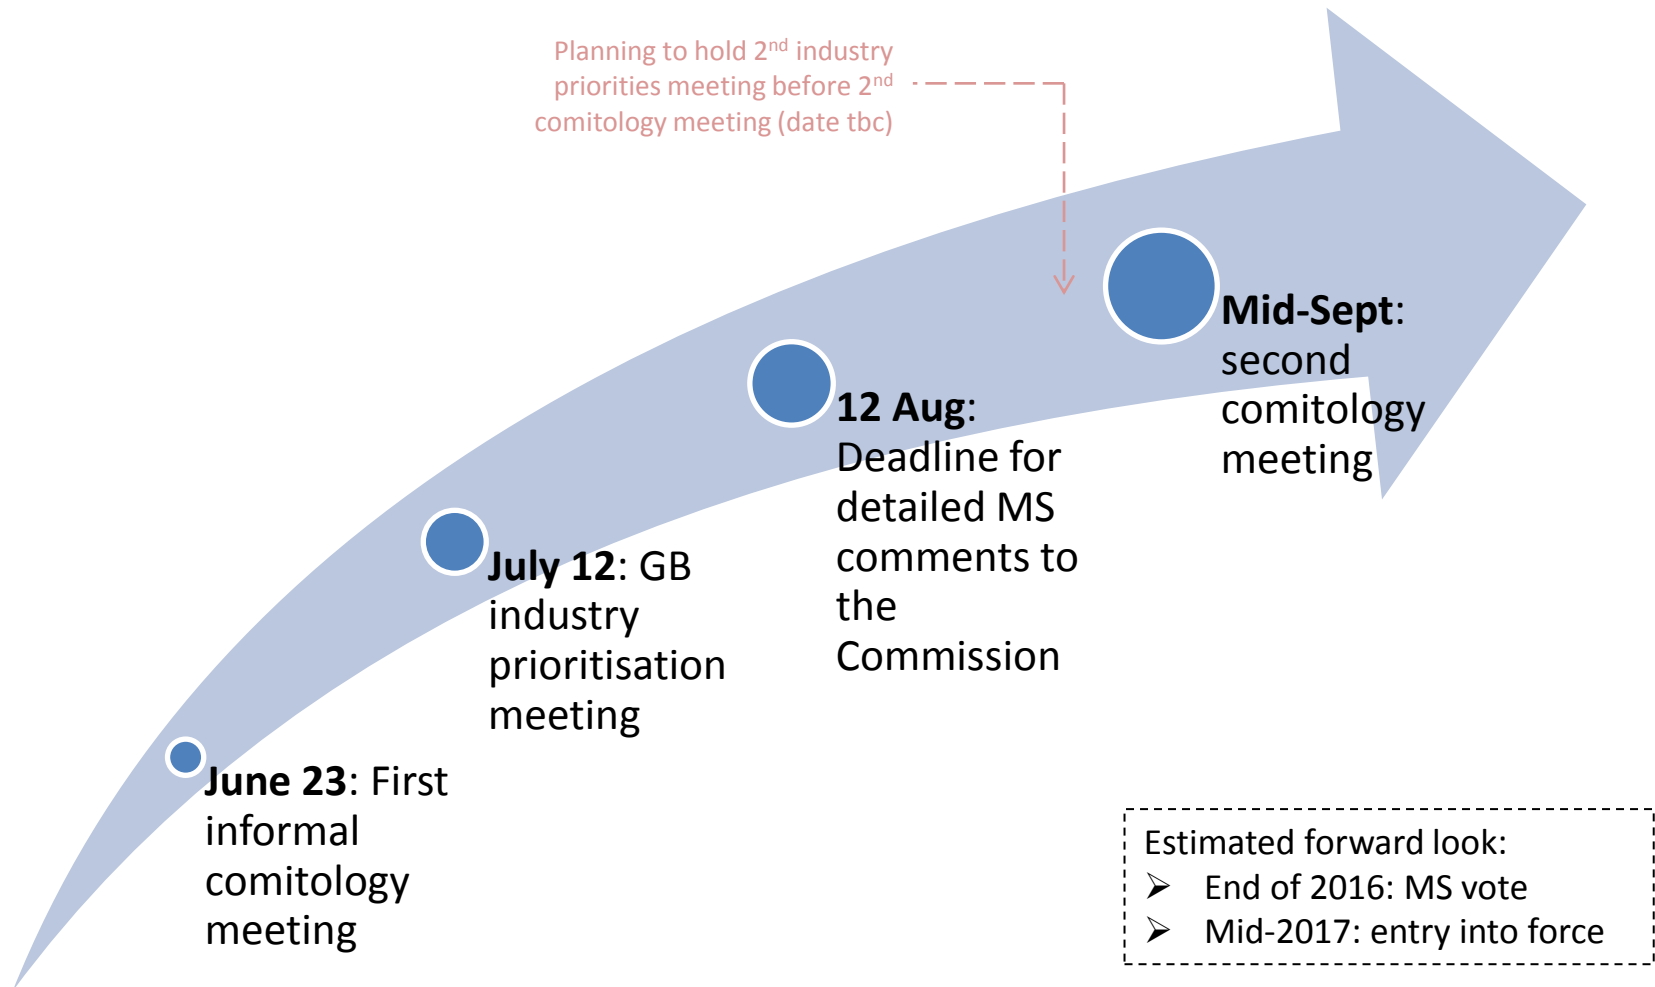 Planning to hold 2nd industry
priorities meeting before 2nd
comitology meeting (date tbc)
Mid-Sept:
second
comitology
meeting
12 Aug:
Deadline for
detailed MS
comments to
the
Commission
July 12: GB
industry
prioritisation
meeting
June 23: First
informal
comitology
meeting
Estimated forward look:
➢ End of 2016: MS vote
➢ Mid-2017: entry into force